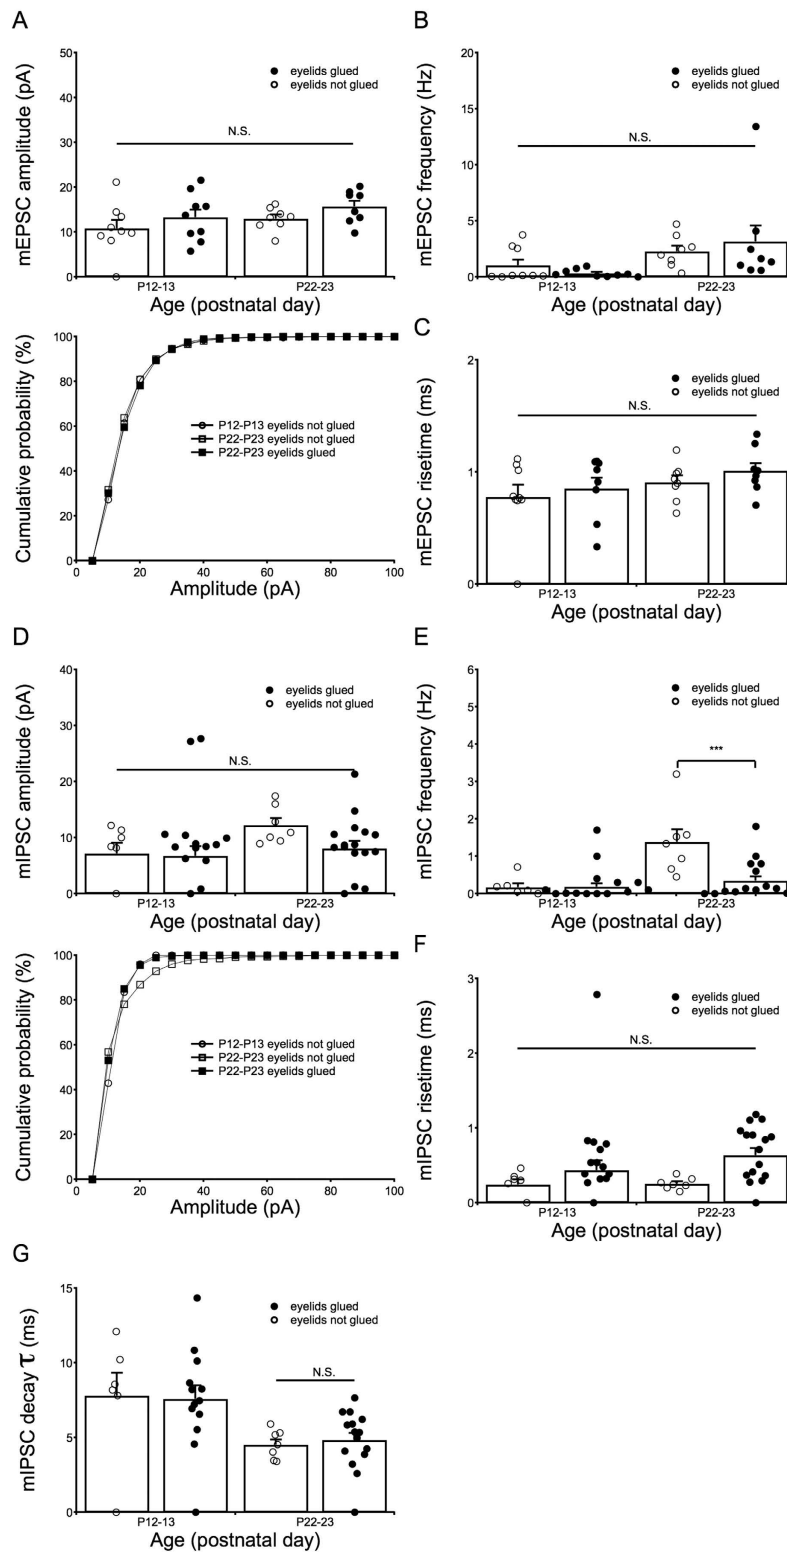 A
mEPSC amplitude (pA)
50
40
30
20
10
0
eyelids glued
eyelids not glued
N.S.
P12-13
P22-23
Age (postnatal day)
Cumulative probability (%)
100
80
60
40
20
0
P12-P13 eyelids not glued
P22-P23 eyelids not glued
P22-P23 eyelids glued
0
20
40
60
80
100
Amplitude (pA)
B
mEPSC frequency (Hz)
20
15
10
5
0
eyelids glued
eyelids not glued
N.S.
P12-13
P22-23
Age (postnatal day)
C
mEPSC risetime (ms)
2
1
0
eyelids glued
eyelids not glued
N.S.
P12-13
P22-23
Age (postnatal day)
D
mIPSC amplitude (pA)
40
30
20
10
0
eyelids glued
eyelids not glued
N.S.
P12-13
P22-23
Age (postnatal day)
Cumulative probability (%)
100
80
60
40
20
0
P12-P13 eyelids not glued
P22-P23 eyelids not glued
P22-P23 eyelids glued
0
20
40
60
80
100
Amplitude (pA)
E
mIPSC frequency (Hz)
6
5
4
3
2
1
0
eyelids glued
eyelids not glued
***
P12-13
P22-23
Age (postnatal day)
F
mIPSC risetime (ms)
3
2
1
0
eyelids glued
eyelids not glued
N.S.
P12-13
P22-23
Age (postnatal day)
G
mIPSC decay τ (ms)
15
10
5
0
eyelids glued
eyelids not glued
N.S.
P12-13
P22-23
Age (postnatal day)